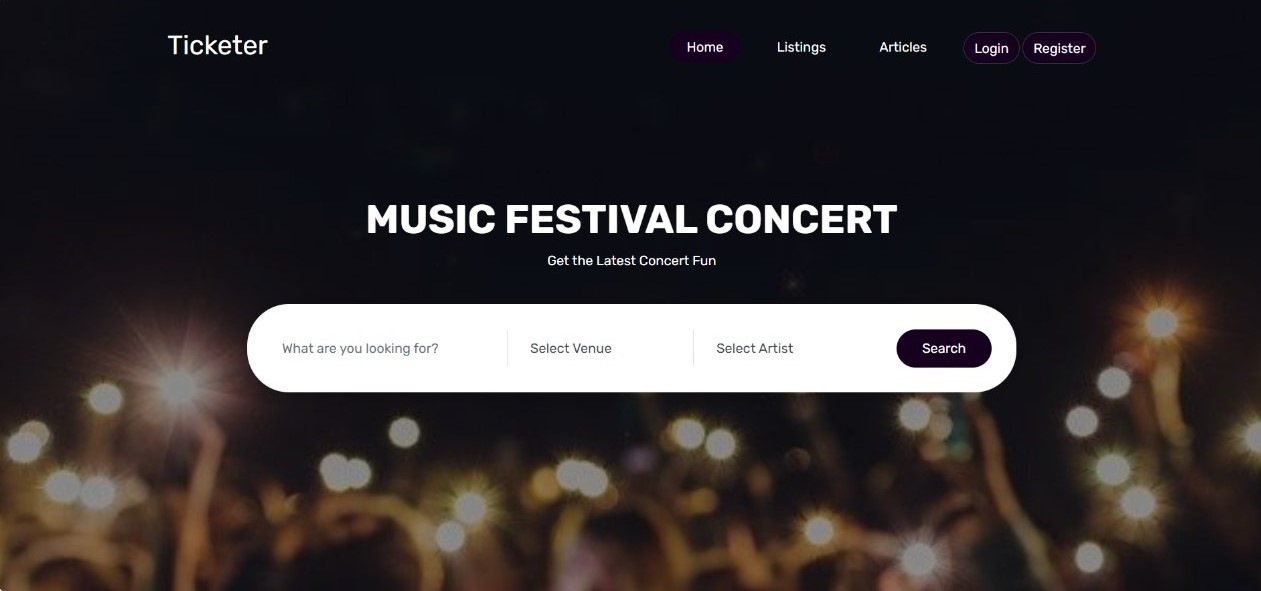 Ticketer Home Listings Articles Login Register
MUSIC FESTIVAL CONCERT
Get the Latest Concert Fun
What are you looking for? Select Venue Select Artist Search